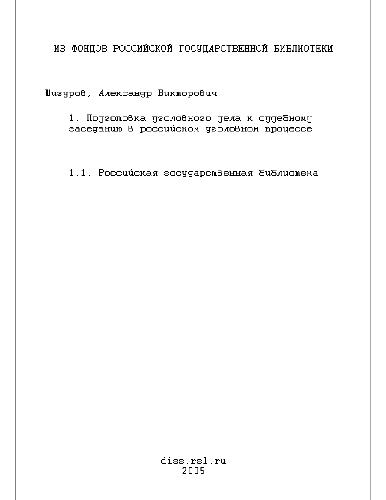 ИЗ ФОНДОВ РОССИЙСКОЙ ГОСУДАРСТВЕННОЙ БИБЛИОТЕКИ
Шигуров, Александр Викторович
1. Подготовка уголовного дела к судебному
заседанию в российском уголовном процессе
1.1. Российская государственная библиотека
diss.rsl.ru
2005